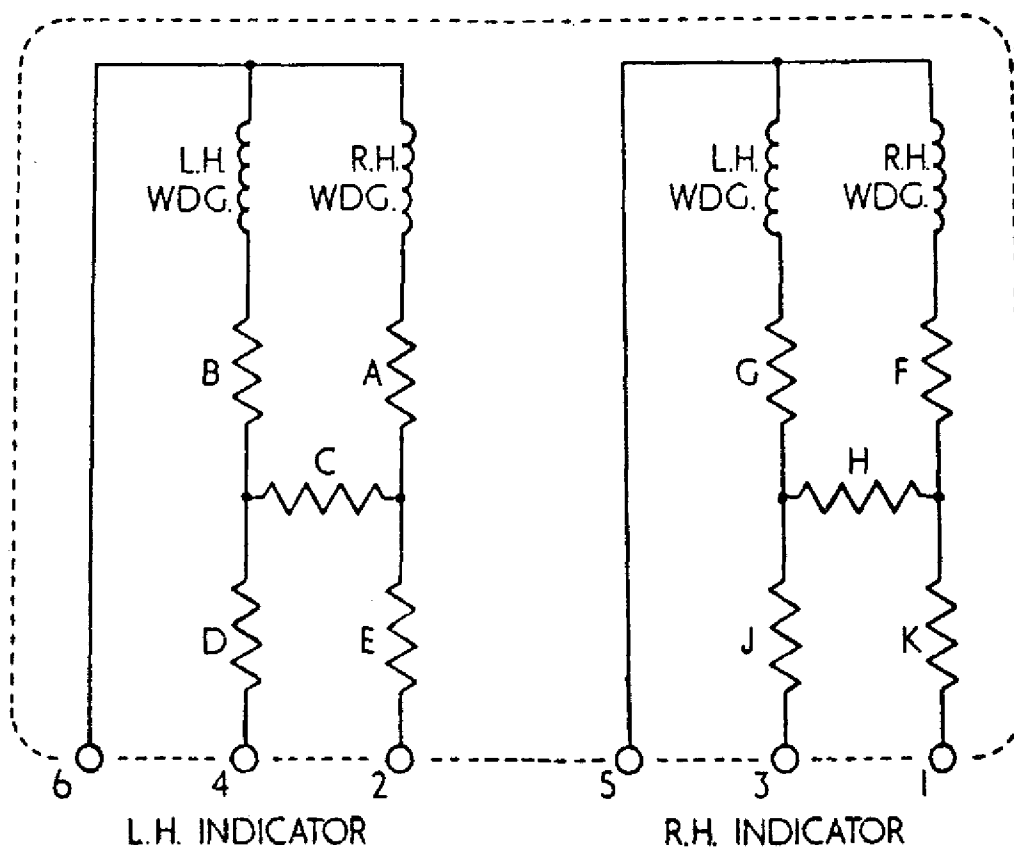 L.H. WDG.
R.H. WDG.
L.H. WDG.
R.H. WDG.
B
A
G
F
C
H
D
E
J
K
6
4
2
5
3
1
L.H. INDICATOR
R.H. INDICATOR